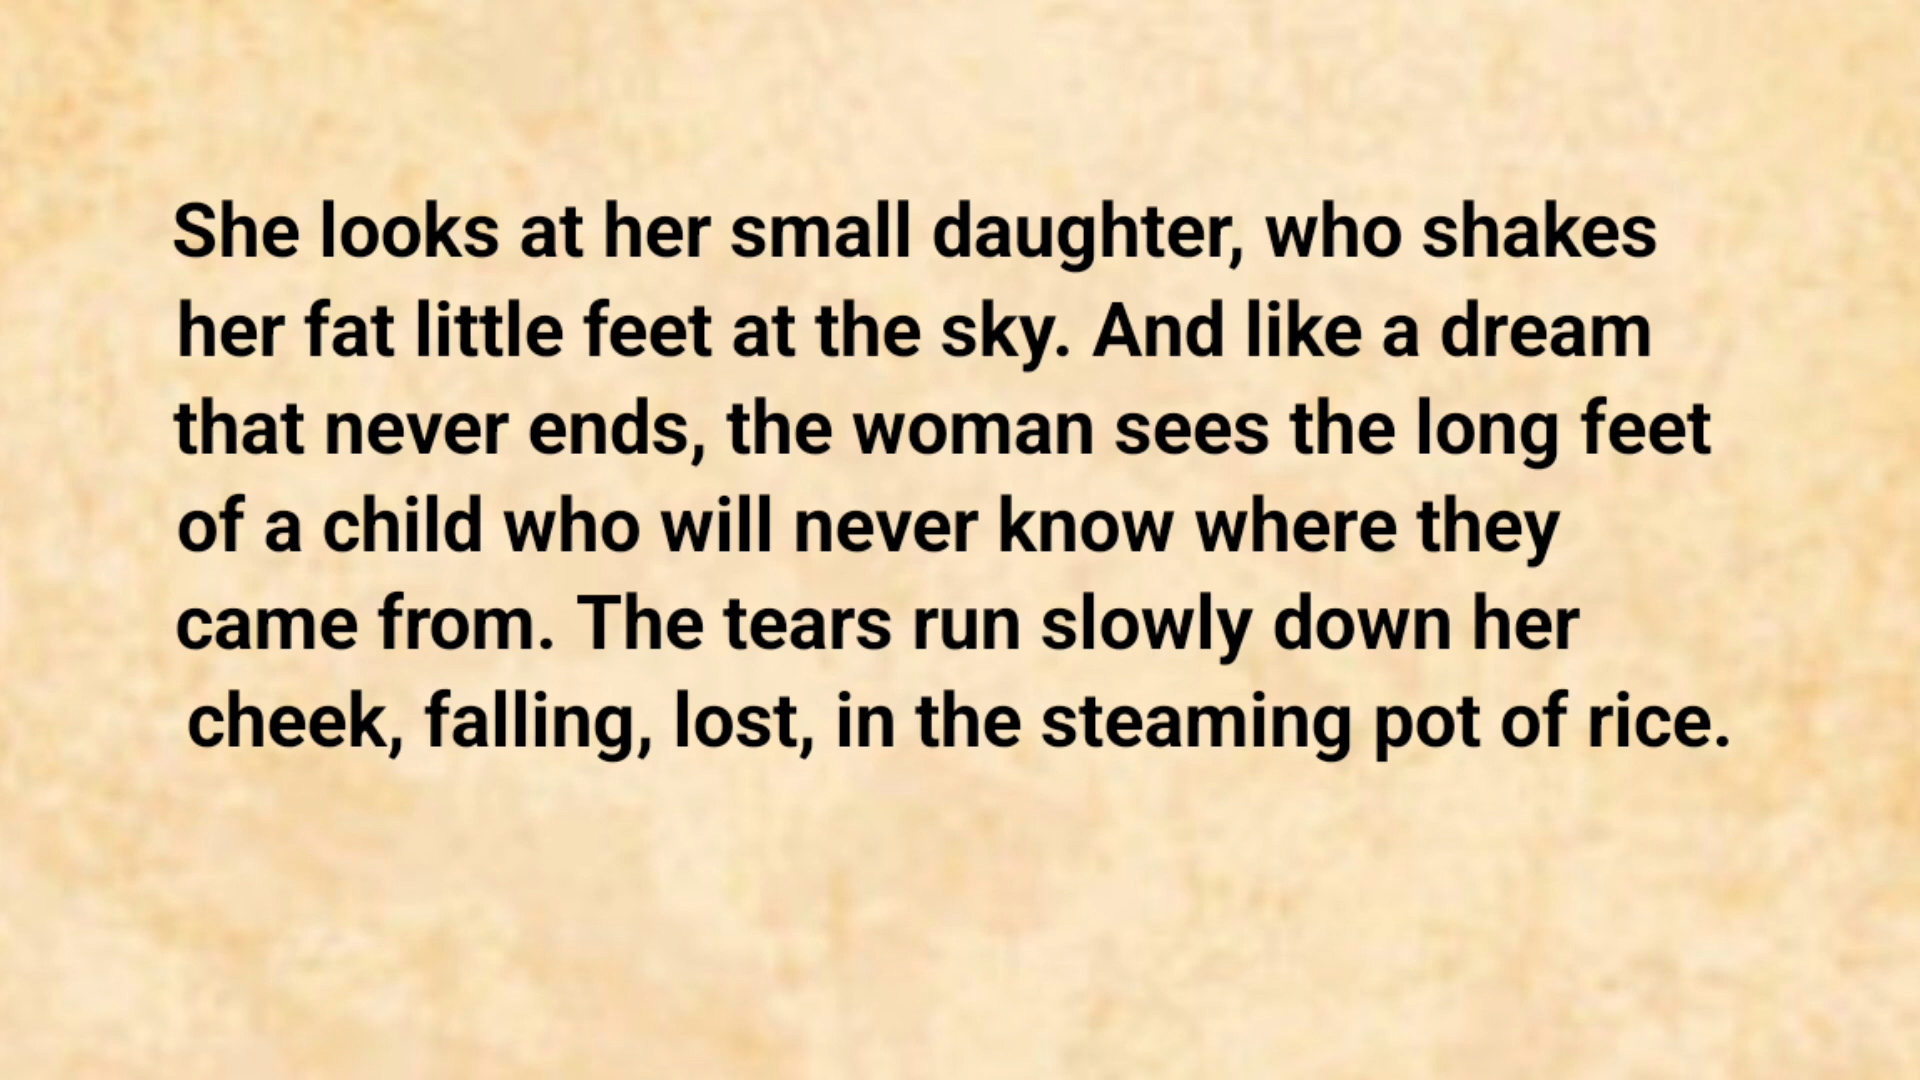 She looks at her small daughter, who shakes
her fat little feet at the sky. And like a dream
that never ends, the woman sees the long feet
of a child who will never know where they
came from. The tears run slowly down her
cheek, falling, lost, in the steaming pot of rice.